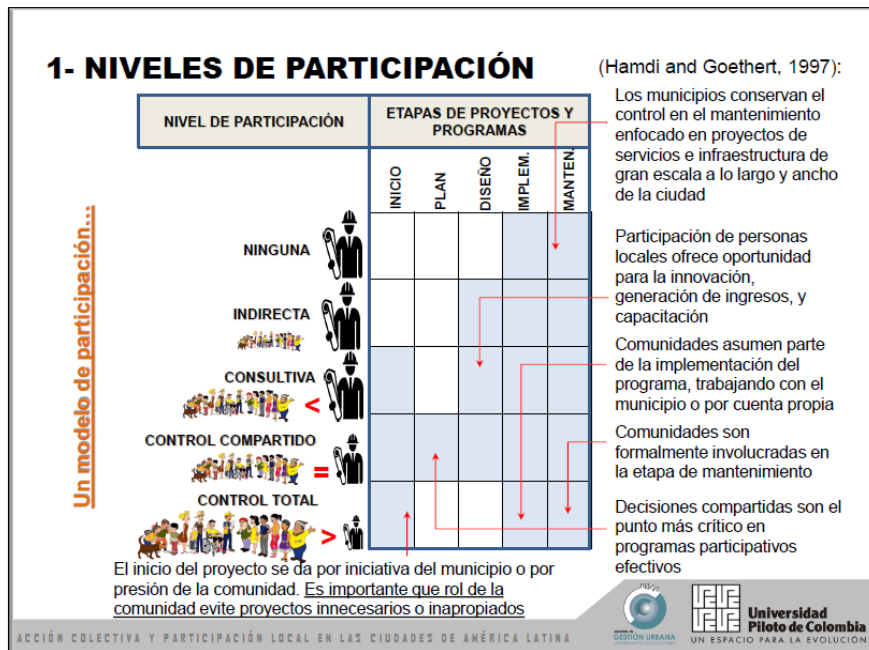 1- NIVELES DE PARTICIPACIÓN
(Hamdi and Goethert, 1997):
Un modelo de participación...
NIVEL DE PARTICIPACIÓN
ETAPAS DE PROYECTOS Y
PROGRAMAS
INICIO
PLAN
DISEÑO
IMPLEM.
MANTEN.
NINGUNA
INDIRECTA
CONSULTIVA
<
CONTROL COMPARTIDO
=
CONTROL TOTAL
>
Los municipios conservan el
control en el mantenimiento
enfocado en proyectos de
servicios e infraestructura de
gran escala a lo largo y ancho
de la ciudad
Participación de personas
locales ofrece oportunidad
para la innovación,
generación de ingresos, y
capacitación
Comunidades asumen parte
de la implementación del
programa, trabajando con el
municipio o por cuenta propia
Comunidades son
formalmente involucradas en
la etapa de mantenimiento
Decisiones compartidas son el
punto más crítico en
programas participativos
efectivos
El inicio del proyecto se da por iniciativa del municipio o por
presión de la comunidad. Es importante que rol de la
comunidad evite proyectos innecesarios o inapropiados
ACCIÓN COLECTIVA Y PARTICIPACIÓN LOCAL EN LAS CIUDADES DE AMÉRICA LATINA
GESTIÓN URBANA
Universidad
Piloto de Colombia
UN ESPACIO PARA LA EVOLUCIÓN